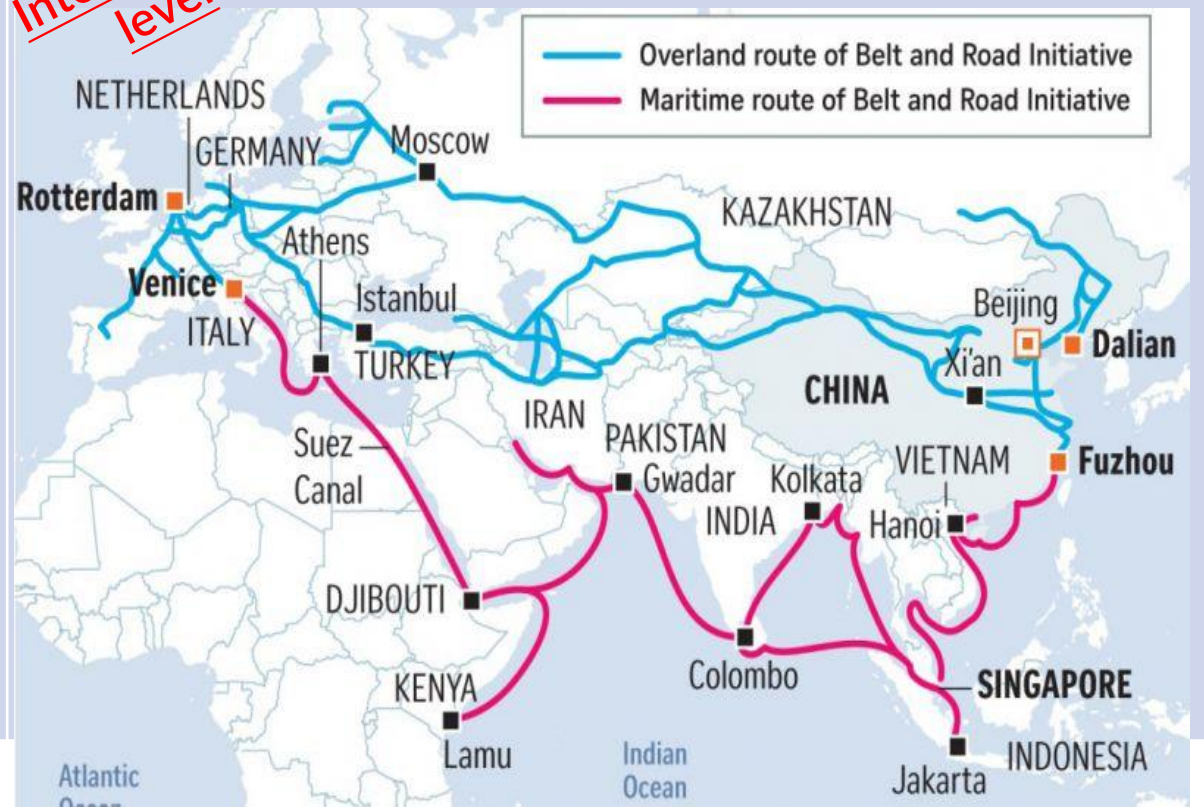 level
Overland route of Belt and Road Initiative
Maritime route of Belt and Road Initiative
NETHERLANDS
GERMANY
Moscow
Rotterdam
KAZAKHSTAN
Athens
Venice
Istanbul
Beijing
ITALY
TURKEY
Xi'an
Dalian
CHINA
IRAN
PAKISTAN
Suez
Canal
Gwadar
Kolkata
VIETNAM
Fuzhou
INDIA
Hanoi
DJIBOUTI
Colombo
KENYA
SINGAPORE
Lamu
Indian
Ocean
INDONESIA
Jakarta
Atlantic